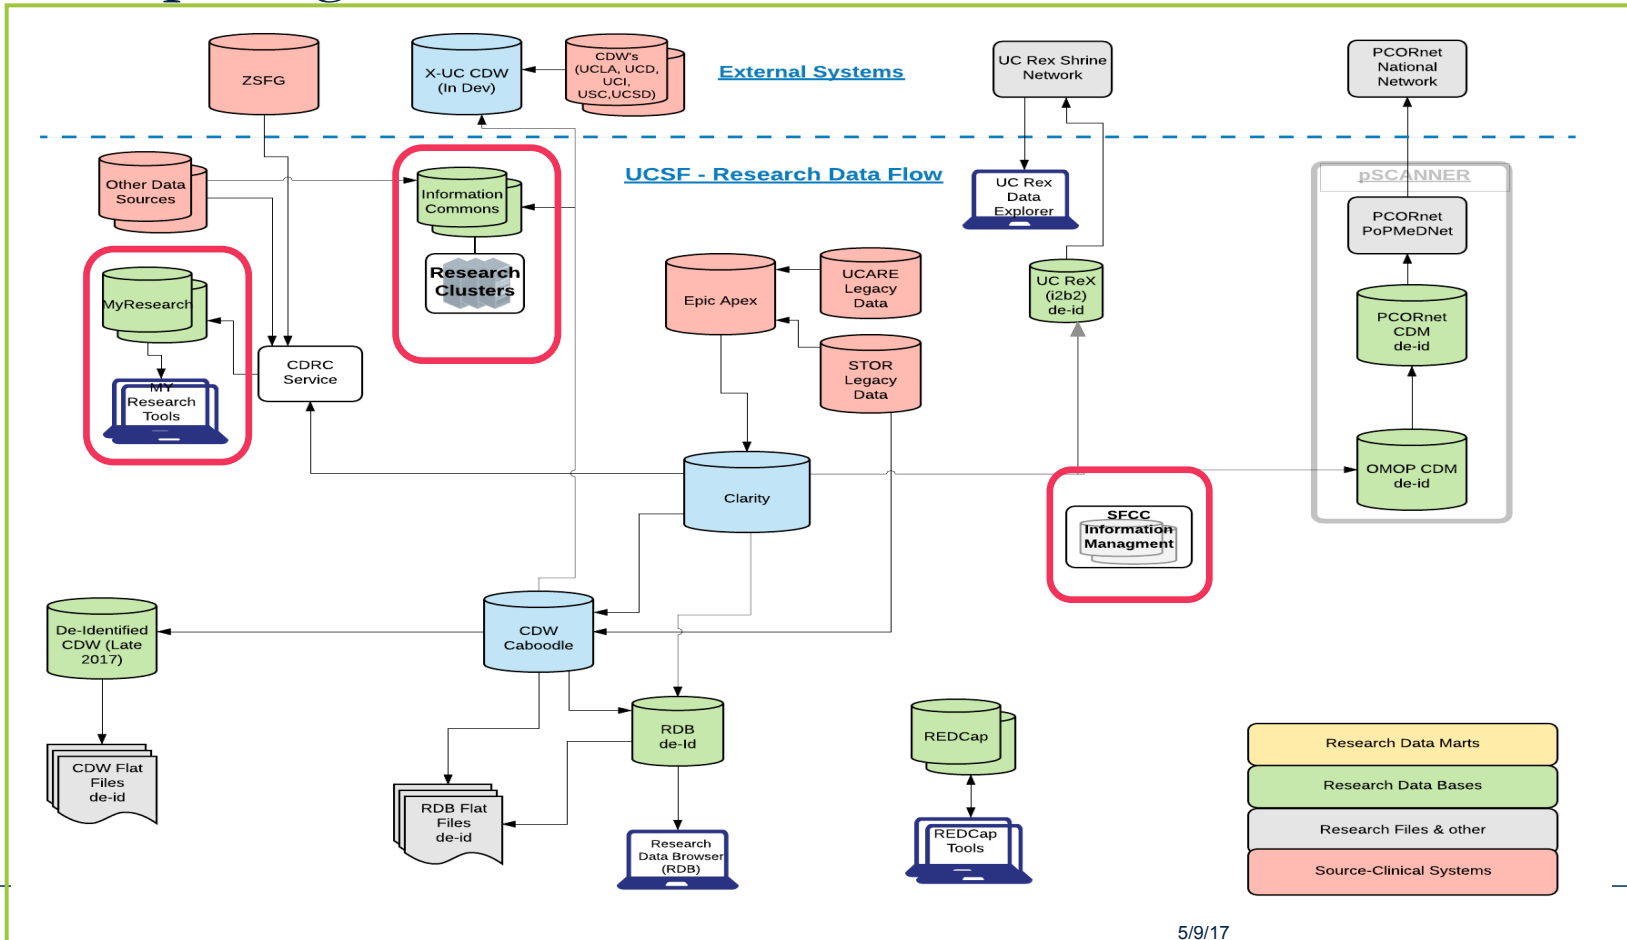 ZSFG
X-UC CDW
(In Dev)
CDW's
(UCLA, UCD,
UCI,
USC,UCSD)
External Systems
UC Rex Shrine
Network
PCORnet
National
Network
Other Data
Sources
Information
Commons
Research
Clusters
UCSF - Research Data Flow
UC Rex
Data
Explorer
pSCANNER
PCORnet
PoPMeDNet
MyResearch
MY
Research
Tools
CDRC
Service
Epic Apex
UCARE
Legacy
Data
STOR
Legacy
Data
UC ReX
(i2b2)
de-id
PCORnet
CDM
de-id
OMOP CDM
de-id
Clarity
SFCC
Information
Managment
De-Identified
CDW (Late
2017)
CDW
Caboodle
RDB
de-Id
REDCap
CDW Flat
Files
de-id
RDB Flat
Files
de-id
Research
Data Browser
(RDB)
REDCap
Tools
Research Data Marts
Research Data Bases
Research Files & other
Source-Clinical Systems
5/9/17